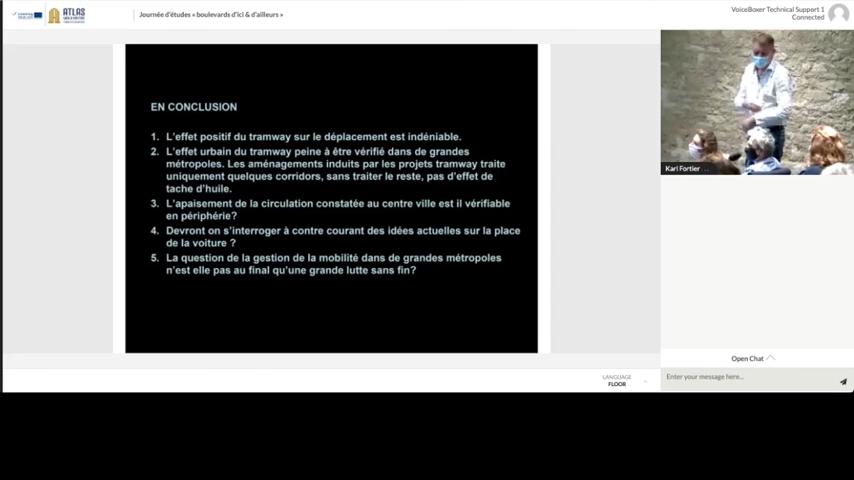 Interreg
ATLAS
WORLD HERITAGE
Journée d'études « boulevards d'ici & d'ailleurs »
VoiceBoxer Technical Support 1
Connected
EN CONCLUSION
1. L'effet positif du tramway sur le déplacement est indéniable.
2. L'effet urbain du tramway peine à être vérifié dans de grandes
métropoles. Les aménagements induits par les projets tramway traite
uniquement quelques corridors, sans traiter le reste, pas d'effet de
tache d'huile.
3. L'apaisement de la circulation constatée au centre ville est il vérifiable
en périphérie?
4. Devront on s'interroger à contre courant des idées actuelles sur la place
de la voiture ?
5. La question de la gestion de la mobilité dans de grandes métropoles
n'est elle pas au final qu'une grande lutte sans fin?
Karl Fortier ...
Open Chat
LANGUAGE
FLOOR
Enter your message here...